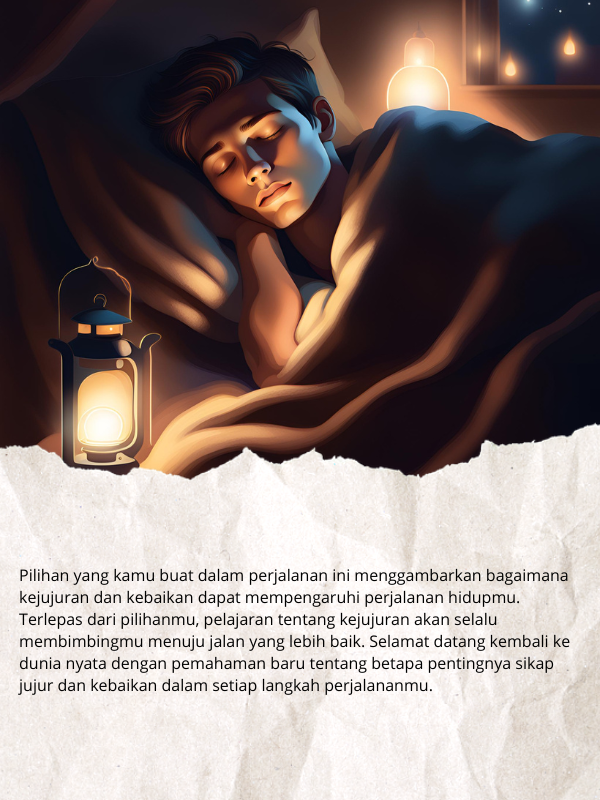 Pilihan yang kamu buat dalam perjalanan ini menggambarkan bagaimana
kejujuran dan kebaikan dapat mempengaruhi perjalanan hidupmu.
Terlepas dari pilihanmu, pelajaran tentang kejujuran akan selalu
membimbingmu menuju jalan yang lebih baik. Selamat datang kembali ke
dunia nyata dengan pemahaman baru tentang betapa pentingnya sikap
jujur dan kebaikan dalam setiap langkah perjalananmu.